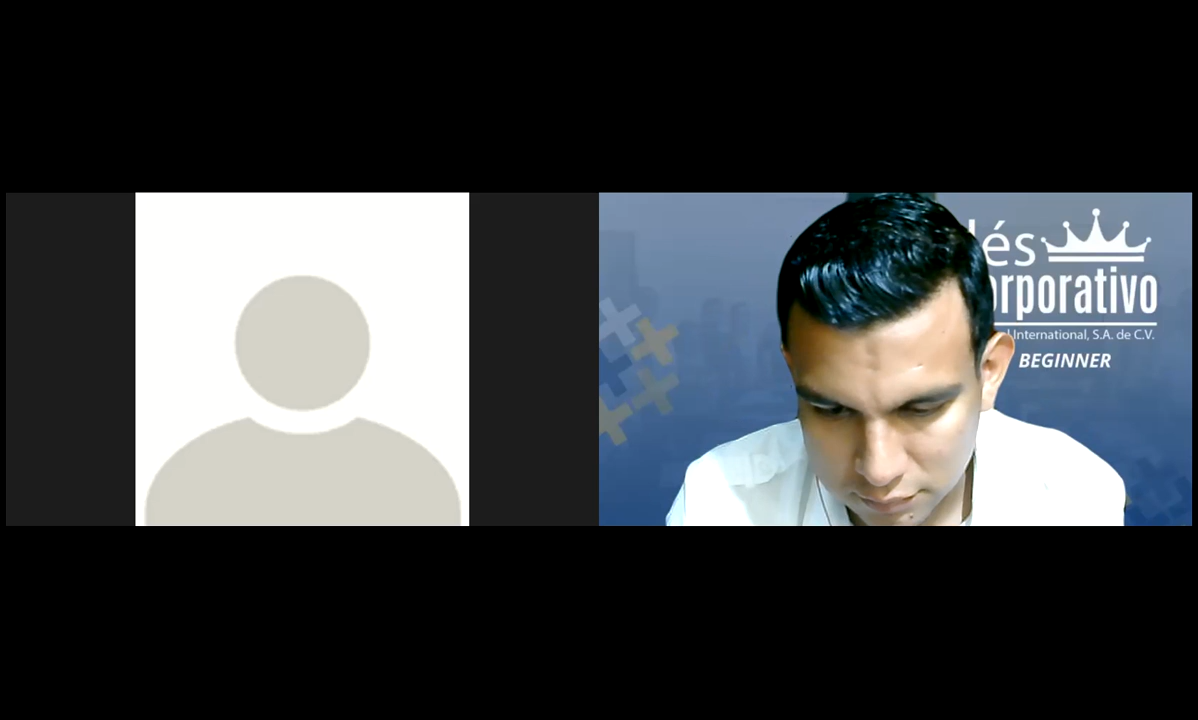 lés
orporativo
International, S.A. de C.V.
BEGINNER